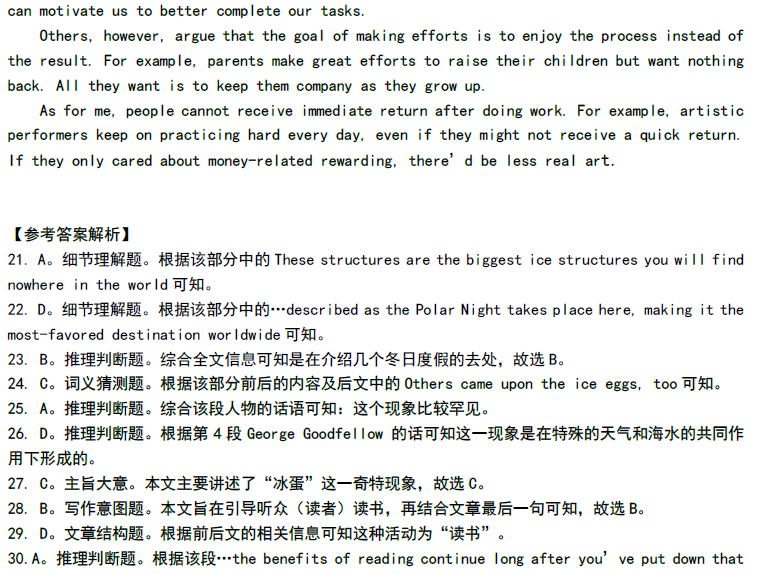 can motivate us to better complete our tasks.
Others, however, argue that the goal of making efforts is to enjoy the process instead of
the result. For example, parents make great efforts to raise their children but want nothing
back. All they want is to keep them company as they grow up.
As for me, people cannot receive immediate return after doing work. For example, artistic
performers keep on practicing hard every day, even if they might not receive a quick return.
If they only cared about money-related rewarding, there’d be less real art.
【参考答案解析】
21. A。细节理解题。根据该部分中的 These structures are the biggest ice structures you will find
nowhere in the world 可知。
22. D。细节理解题。根据该部分中的…described as the Polar Night takes place here, making it the
most-favored destination worldwide 可知。
23. B。推理判断题。综合全文信息可知是在介绍几个冬日度假的去处，故选 B。
24. C。词义猜测题。根据该部分前后的内容及后文中的 Others came upon the ice eggs, too 可知。
25. A。推理判断题。综合该段人物的话语可知：这个现象比较罕见。
26. D。推理判断题。根据第 4 段 George Goodfellow 的话可知这一现象是在特殊的天气和海水的共同作
用下形成的。
27. C。主旨大意。本文主要讲述了“冰蛋”这一奇特现象，故选 C。
28. B。写作意图题。本文旨在引导听众（读者）读书，再结合文章最后一句可知，故选 B。
29. D。文章结构题。根据前后文的相关信息可知这种活动为“读书”。
30. A。推理判断题。根据该段…the benefits of reading continue long after you’ve put down that